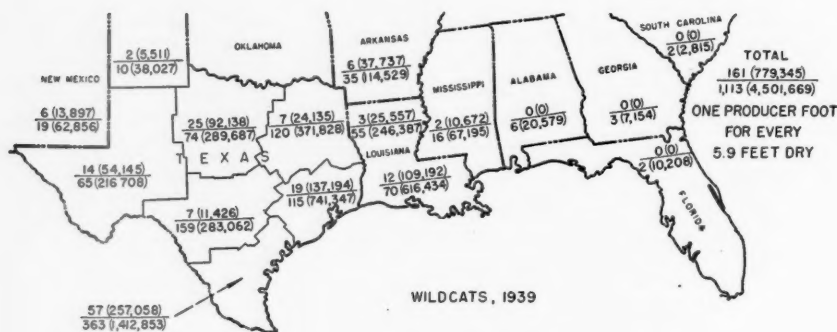 SOUTH CAROLINA
0(0)
2(2,815)
TOTAL
161 (779,345)
1,113 (4,501,669)
ONE PRODUCER FOOT
FOR EVERY
5.9 FEET DRY
2 (5,511)
10 (38,027)
OKLAHOMA
ARKANSAS
6 (37,737)
35 (114,529)
NEW MEXICO
6 (13,897)
19 (62,856)
MISSISSIPPI
2 (10,672)
16 (67,195)
ALABAMA
0(0)
6 (20,579)
GEORGIA
0(0)
3 (7,154)
25 (92,138)
74 (289,687)
7 (24,135)
120 (371,828)
3 (25,557)
55 (246,387)
TEXAS
LOUISIANA
0(0)
2 (10,208)
14 (54,145)
65 (216,708)
19 (137,194)
115 (741,347)
12 (109,192)
70 (616,434)
7 (11,426)
159 (283,062)
FLORIDA
57 (257,058)
363 (1,412,853)
WILDCATS, 1939